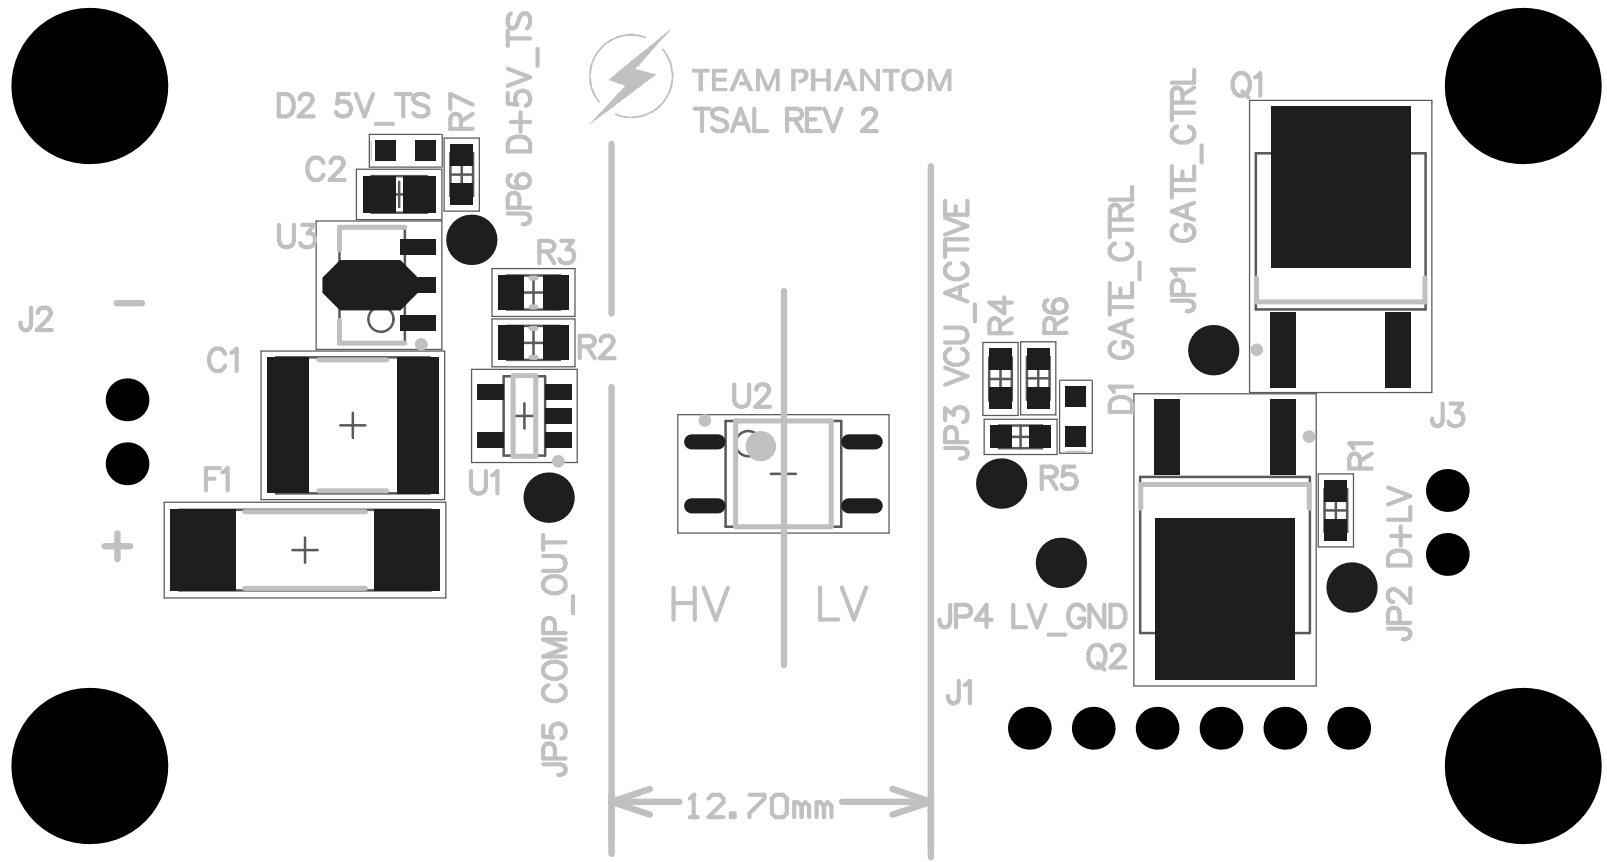 TEAM PHANTOM
TSAL REV 2
D2 5V_TS
R7
JP6 D+5V_TS
C2
U3
R3
R2
J2
−
C1
U1
F1
+
JP5 COMP_OUT
U2
HV
LV
12.70mm
JP3 VCU_ACTIVE
R4
R6
R5
D1 GATE_CTRL
JP1 GATE_CTRL
Q1
J3
R1
JP2 D+LV
JP4 LV_GND
Q2
J1